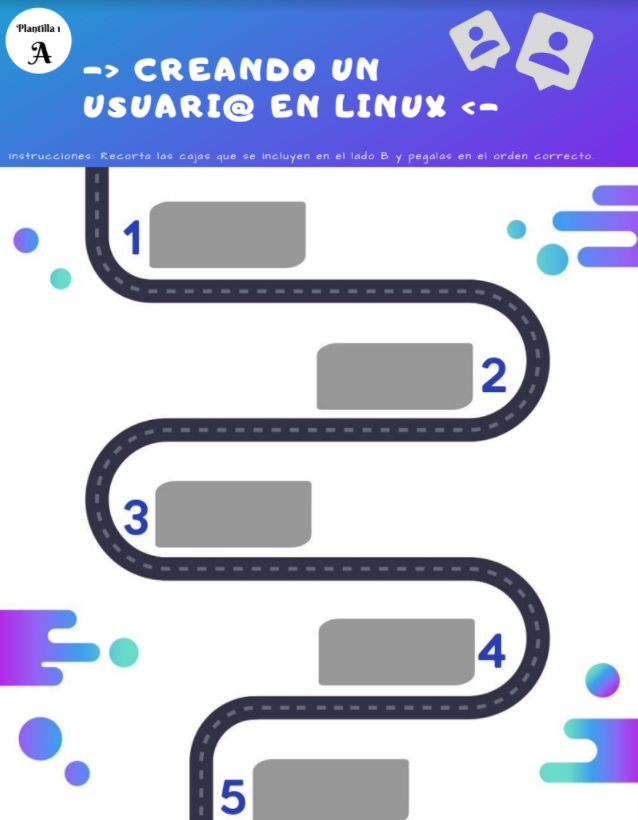 Plantilla 1
A
-> CREANDO UN
USUARI@ EN LINUX <-
Instrucciones: Recorta las cajas que se incluyen en el lado B y pegalas en el orden correcto.
1
2
3
4
5